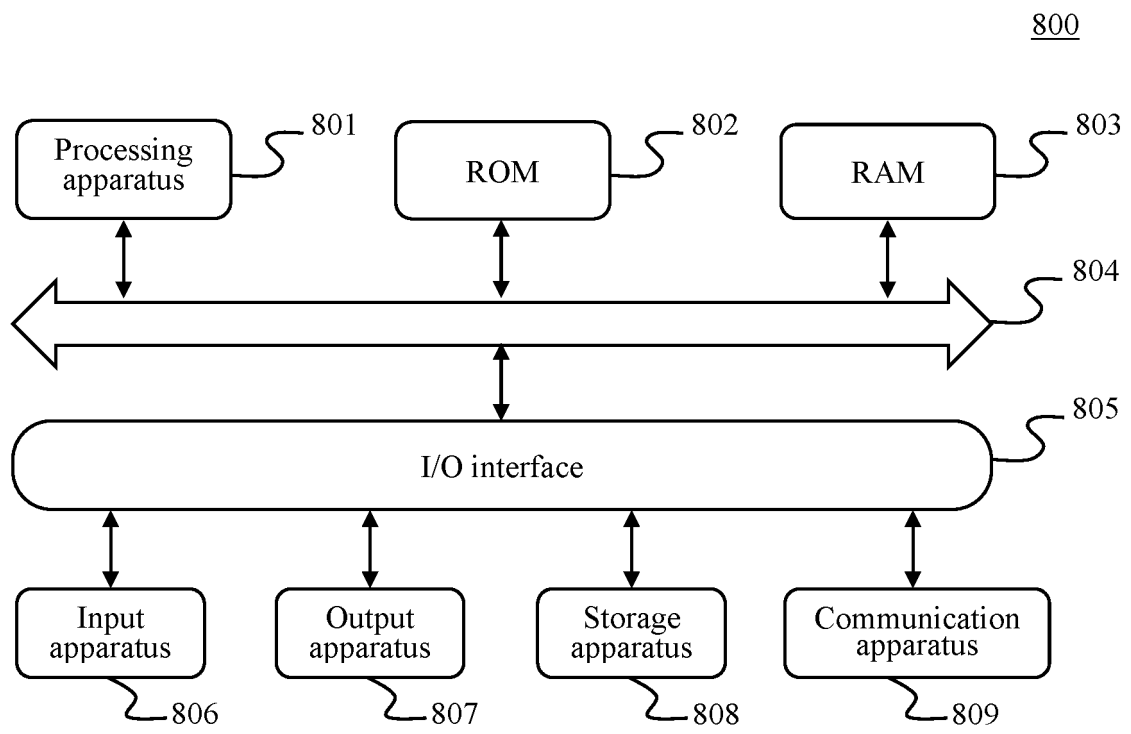 800
801
802
803
Processing
apparatus
ROM
RAM
804
805
I/O interface
Input
apparatus
Output
apparatus
Storage
apparatus
Communication
apparatus
806
807
808
809